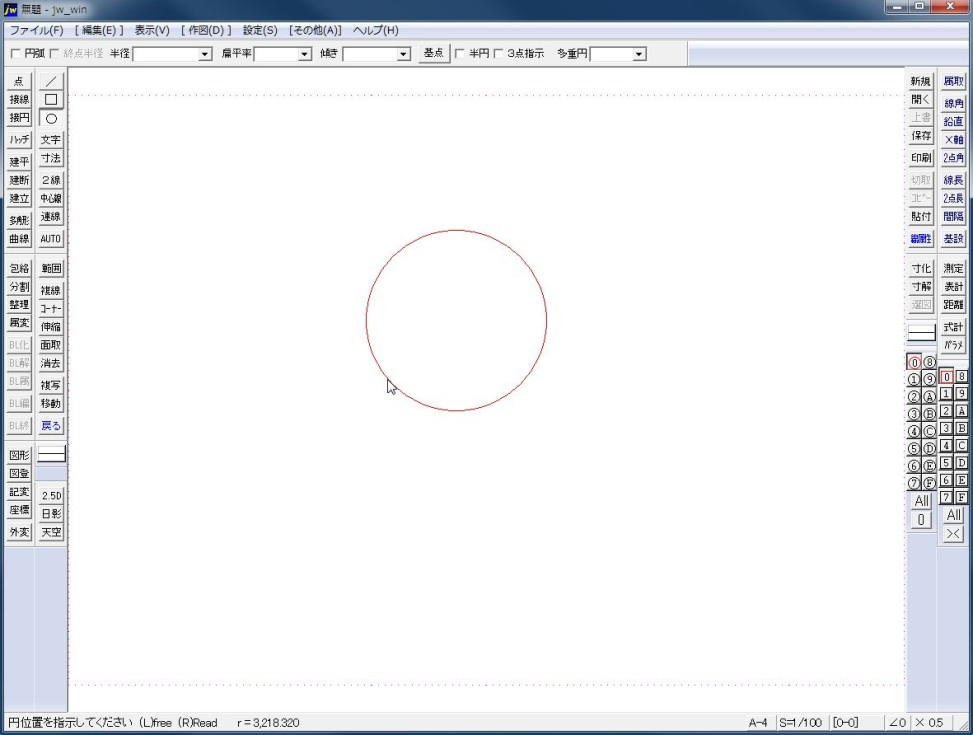 jw 無題 - jw_win
ファイル(F) [編集(E)] 表示(V) [作図(D)] 設定(S) [その他(A)] ヘルプ(H)
円弧 終点半径 半径 扁平率 傾き 基点 半円 3点指示 多重円
点
接線
接円
ハッチ
建平
建断
建立
多角形
曲線
包絡
分割
整理
属変
BL化
BL解
BL属
BL編
BL終
図形
図登
記変
座標
外変
/
□
○
文字
寸法
2線
中心線
連線
AUTO
範囲
複線
コーナー
伸縮
面取
消去
複写
移動
戻る
2.5D
日影
天空
新規
開く
上書
保存
印刷
切取
コピー
貼付
線属性
寸化
寸解
選図
属取
線角
鉛直
X軸
2点角
線長
2点長
間隔
基設
測定
表計
距離
式計
パラメ
0 8
1 9
2 A
3 B
4 C
5 D
6 E
7 F
All
0
0 8
1 9
2 A
3 B
4 C
5 D
6 E
7 F
All
×
円位置を指示してください (L)free (R)Read r=3,218.320
A-4 S=1/100 [0-0] ∠0 × 0.5